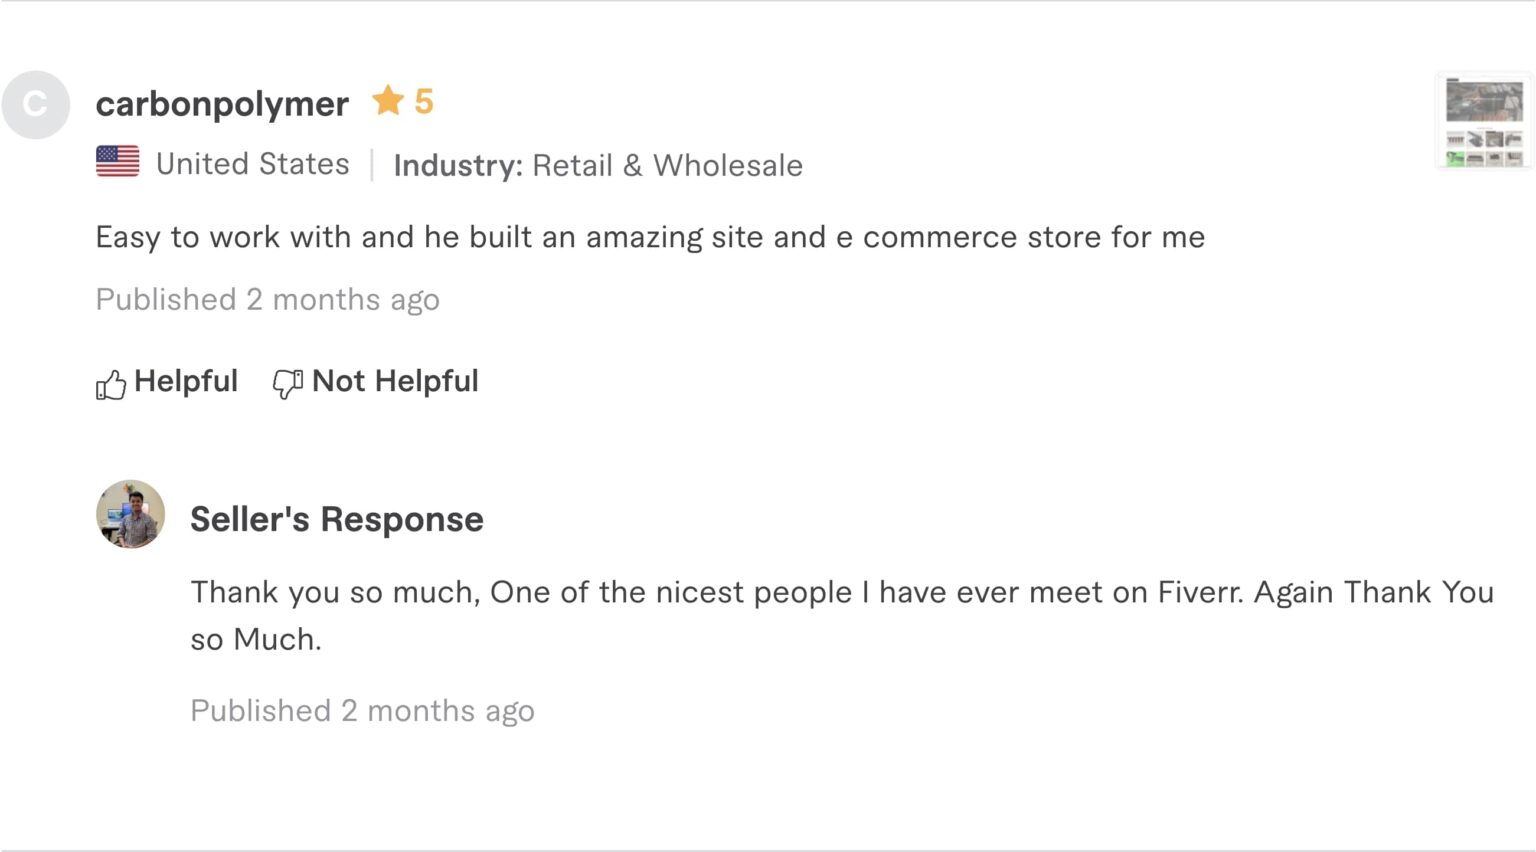 C
carbonpolymer 5
United States | Industry: Retail & Wholesale
Easy to work with and he built an amazing site and e commerce store for me
Published 2 months ago
Helpful Not Helpful
Seller's Response
Thank you so much, One of the nicest people I have ever meet on Fiverr. Again Thank You
so Much.
Published 2 months ago